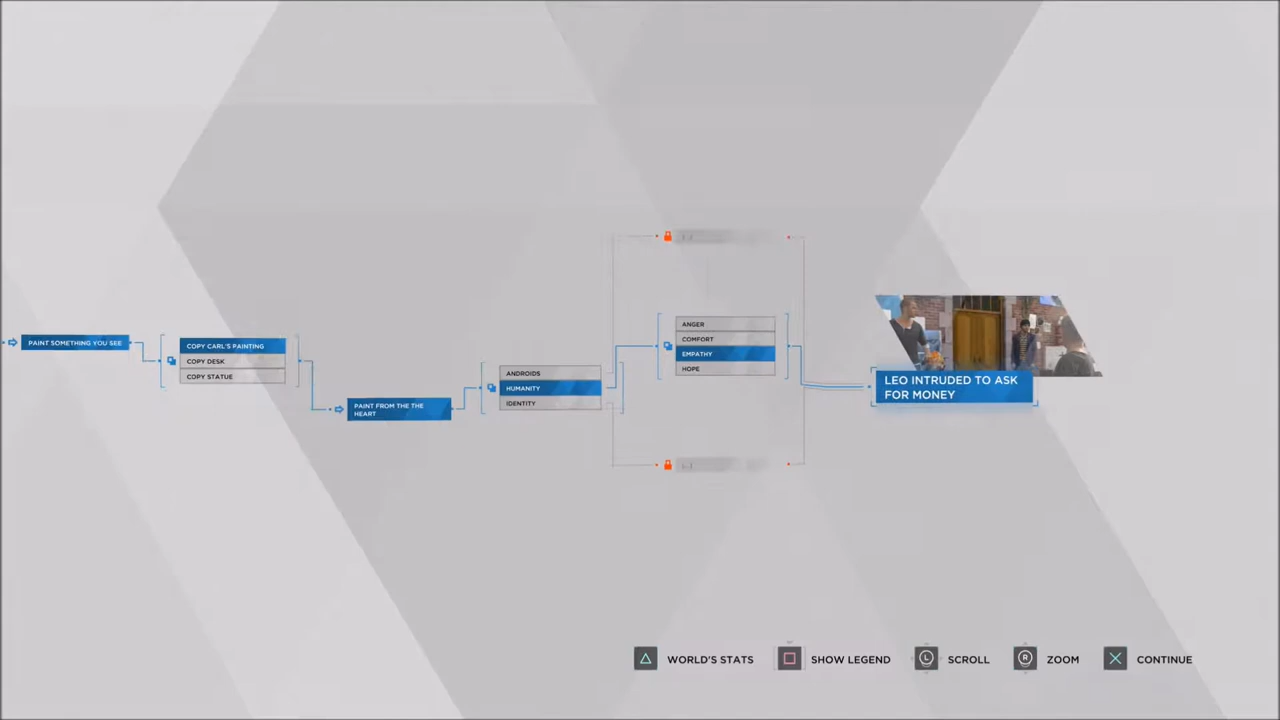 PAINT SOMETHING YOU SEE
COPY CARL'S PAINTING
COPY DESK
COPY STATUE
PAINT FROM THE THE
HEART
ANDROIDS
HUMANITY
IDENTITY
ANGER
COMFORT
EMPATHY
HOPE
LEO INTRUDED TO ASK
FOR MONEY
WORLD'S STATS
SHOW LEGEND
L
SCROLL
R
ZOOM
CONTINUE